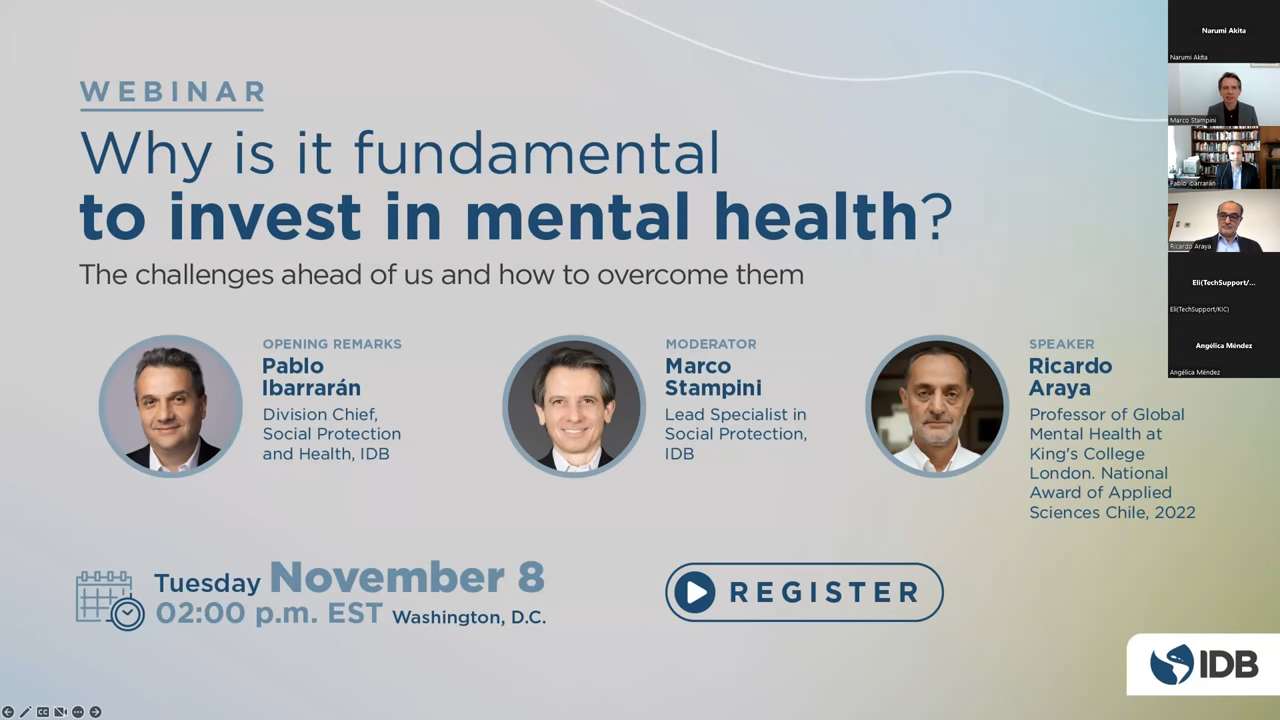 WEBINAR
Why is it fundamental
to invest in mental health?
The challenges ahead of us and how to overcome them
OPENING REMARKS
Pablo
Ibarrarán
Division Chief,
Social Protection
and Health, IDB
MODERATOR
Marco
Stampini
Lead Specialist in
Social Protection,
IDB
SPEAKER
Ricardo
Araya
Professor of Global
Mental Health at
King's College
London. National
Award of Applied
Sciences Chile, 2022
Tuesday November 8
02:00 p.m. EST Washington, D.C.
REGISTER
IDB
Narumi Akita
Narumi Akita
Marco Stampini
Pablo Ibarrarán
Ricardo Araya
Eli(TechSupport/...
Eli(TechSupport/KIC)
Angélica Méndez
Angélica Méndez
CC